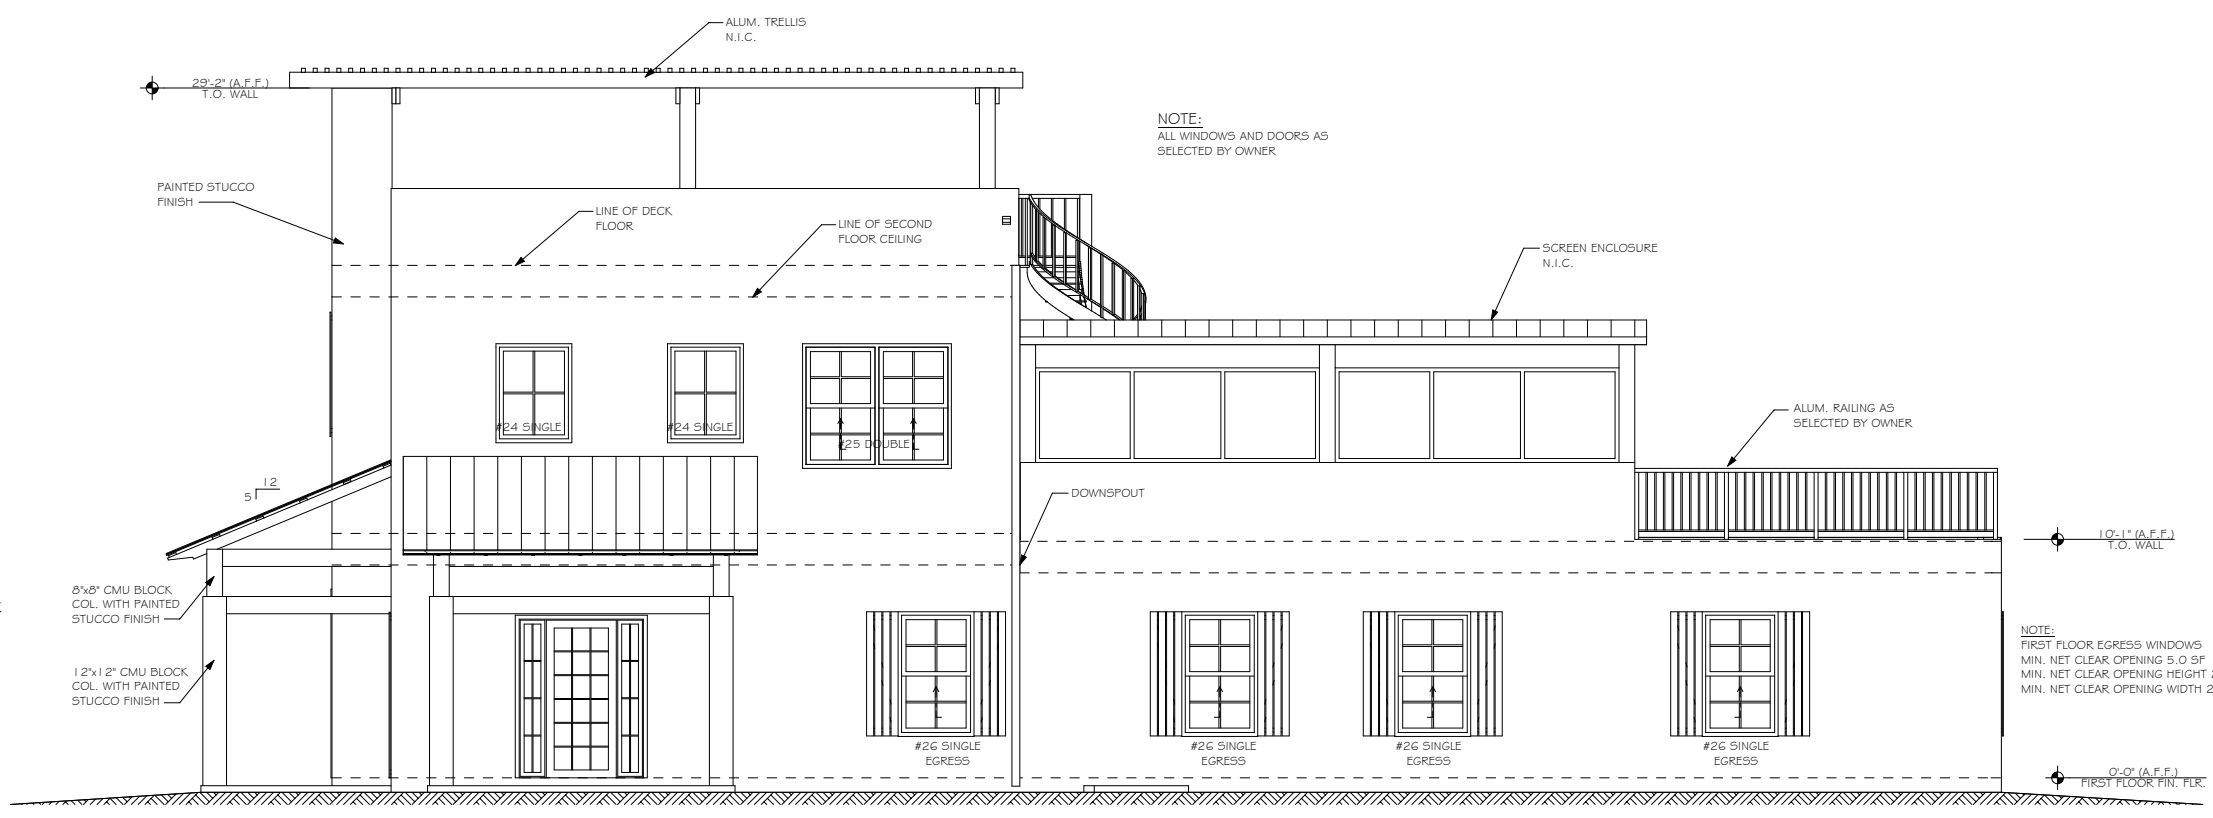 ALUM. TRELLIS
N.I.C.
29'-2" (A.F.F.)
T.O. WALL
NOTE:
ALL WINDOWS AND DOORS AS
SELECTED BY OWNER
PAINTED STUCCO
FINISH
LINE OF DECK
FLOOR
LINE OF SECOND
FLOOR CEILING
SCREEN ENCLOSURE
N.I.C.
ALUM. RAILING AS
SELECTED BY OWNER
#24 SINGLE
#24 SINGLE
#25 DOUBLE
12
5
DOWNSPOUT
10'-1" (A.F.F.)
T.O. WALL
8"x8" CMU BLOCK
COL. WITH PAINTED
STUCCO FINISH
12"x12" CMU BLOCK
COL. WITH PAINTED
STUCCO FINISH
NOTE:
FIRST FLOOR EGRESS WINDOWS
MIN. NET CLEAR OPENING 5.0 SF
MIN. NET CLEAR OPENING HEIGHT
MIN. NET CLEAR OPENING WIDTH 2
#26 SINGLE
EGRESS
#26 SINGLE
EGRESS
#26 SINGLE
EGRESS
#26 SINGLE
EGRESS
0'-0" (A.F.F.)
FIRST FLOOR FIN. FLR.